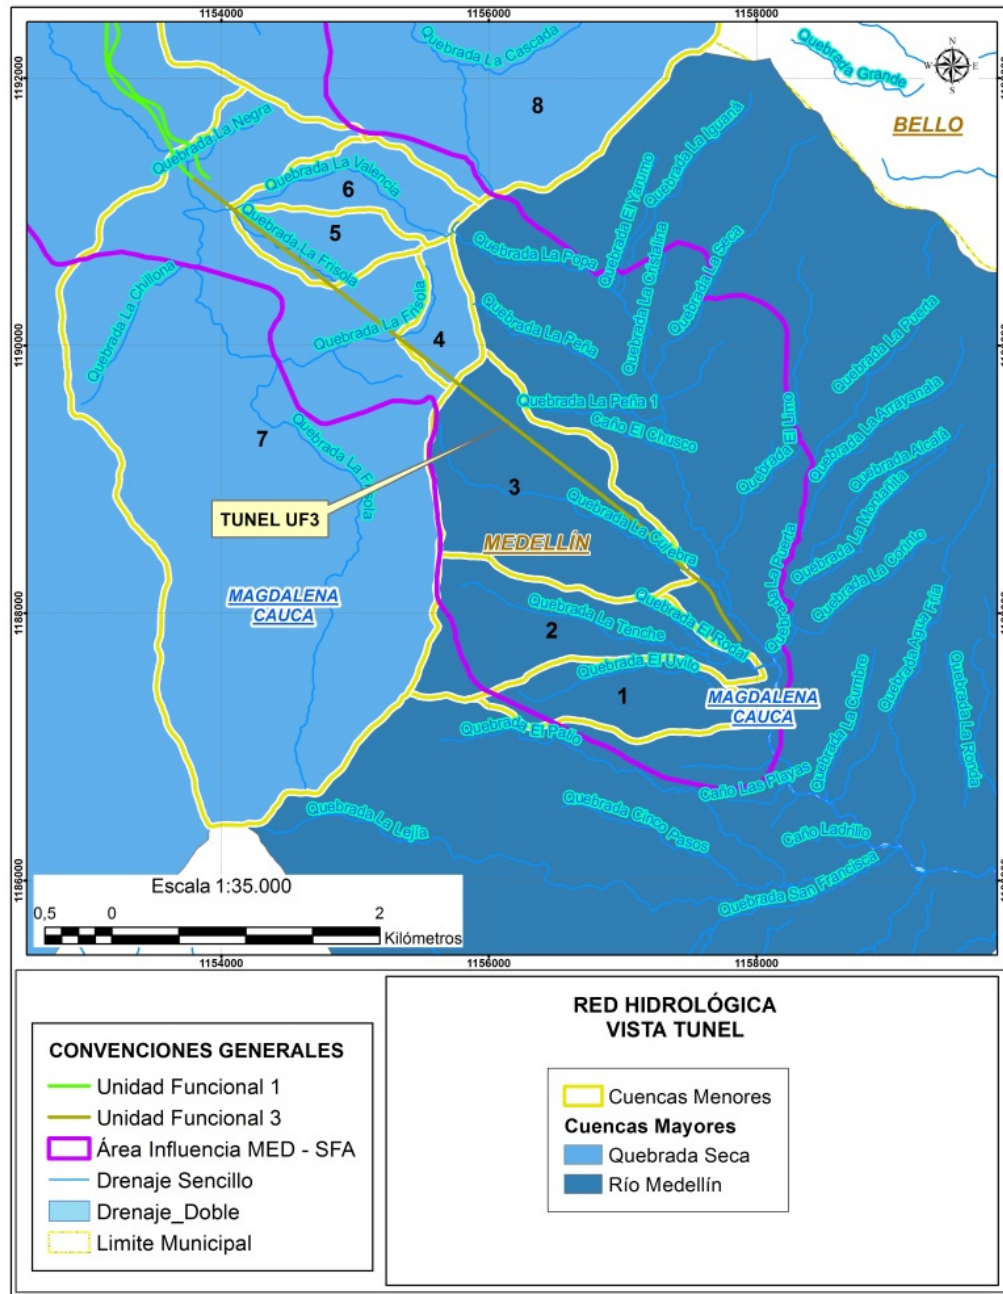 1154000
1156000
1158000
1192000
Quebrada La Cascada
Quebrada Grande
N
W
E
S
BELLO
8
Quebrada La Negra
Quebrada La Valencia
6
Quebrada La Iguaná
Quebrada El Yarumo
5
Quebrada La Frisola
Quebrada La Popa
Quebrada La Cristalina
Quebrada La Seca
Quebrada La Chillona
Quebrada La Frisola
4
Quebrada La Peña
Quebrada La Puerta
1190000
Quebrada La Peña 1
Caño El Chusco
Quebrada El Limo
Quebrada La Arrayanala
Quebrada Alcalá
7
Quebrada La Frisola
3
Quebrada La Montañita
TUNEL UF3
Quebrada La Culebra
MEDELLÍN
Quebrada La Puerta
Quebrada La Corinto
MAGDALENA
CAUCA
1188000
Quebrada El Rodal
Quebrada La Tenche
2
Quebrada Agua Fría
Quebrada El Uvito
1
MAGDALENA
CAUCA
Quebrada La Cumbre
Quebrada La Ronda
Quebrada El Patio
Caño Las Playas
Quebrada La Lejía
Quebrada Cinco Pasos
Caño Ladrillo
Quebrada San Francisca
1186000
Escala 1:35.000
0,5 0 2
Kilómetros
1154000
1156000
1158000
CONVENCIONES GENERALES
Unidad Funcional 1
Unidad Funcional 3
Área Influencia MED - SFA
Drenaje Sencillo
Drenaje_Doble
Limite Municipal
RED HIDROLÓGICA
VISTA TUNEL
Cuencas Menores
Cuencas Mayores
Quebrada Seca
Río Medellín